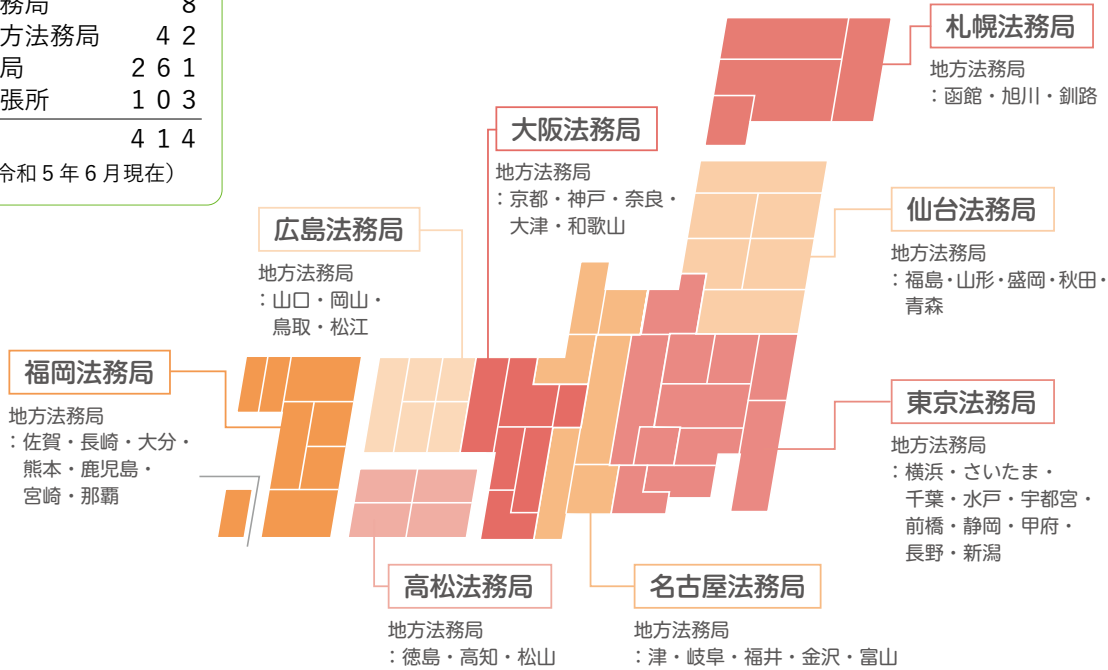 務局 8
方法務局 42
局 261
張所 103
414
令和5年6月現在）
札幌法務局
地方法務局
：函館・旭川・釧路
大阪法務局
地方法務局
：京都・神戸・奈良・
大津・和歌山
仙台法務局
地方法務局
：福島・山形・盛岡・秋田・
青森
広島法務局
地方法務局
：山口・岡山・
鳥取・松江
福岡法務局
地方法務局
：佐賀・長崎・大分・
熊本・鹿児島・
宮崎・那覇
東京法務局
地方法務局
：横浜・さいたま・
千葉・水戸・宇都宮・
前橋・静岡・甲府・
長野・新潟
高松法務局
地方法務局
：徳島・高知・松山
名古屋法務局
地方法務局
：津・岐阜・福井・金沢・富山